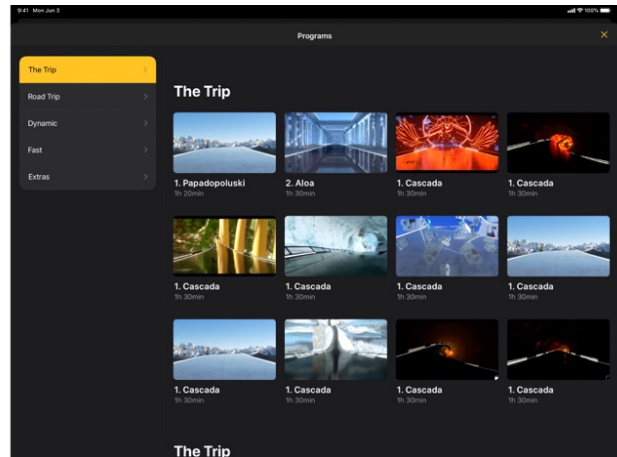 9:41 Mon Jun 3
100%
Programs
The Trip
Road Trip
Dynamic
Fast
Extras
The Trip
1. Papadopoluski
1h 20min
2. Aloa
1h 30min
1. Cascada
1h 30min
1. Cascada
1h 30min
1. Cascada
1h 30min
1. Cascada
1h 30min
1. Cascada
1h 30min
1. Cascada
1h 30min
1. Cascada
1h 30min
1. Cascada
1h 30min
1. Cascada
1h 30min
1. Cascada
1h 30min
The Trip